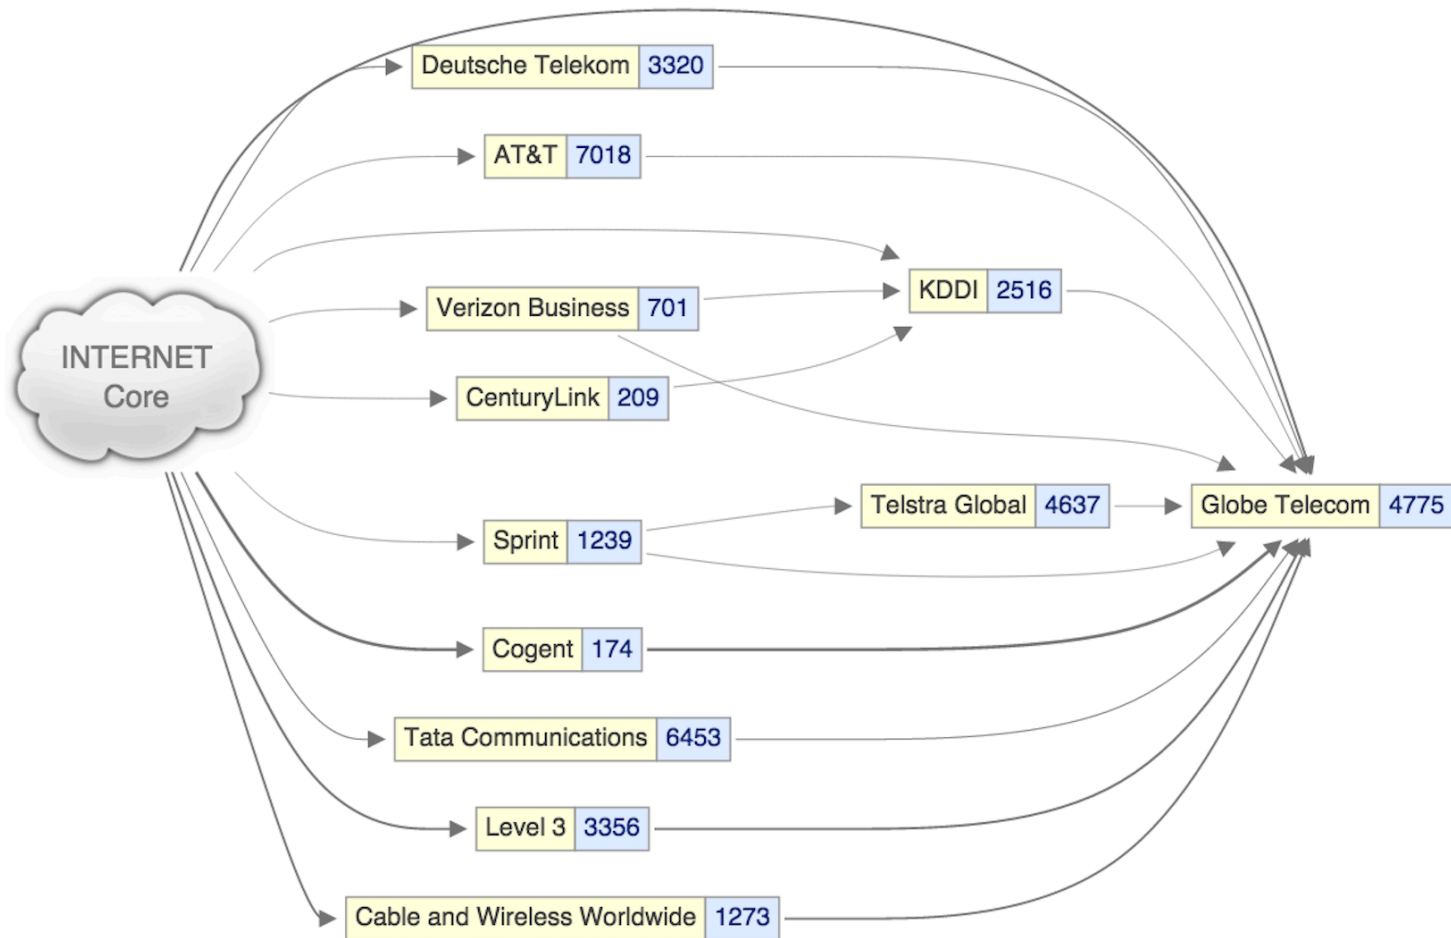 Deutsche Telekom 3320
AT&T 7018
KDDI 2516
Verizon Business 701
INTERNET
Core
CenturyLink 209
Telstra Global 4637
Globe Telecom 4775
Sprint 1239
Cogent 174
Tata Communications 6453
Level 3 3356
Cable and Wireless Worldwide 1273